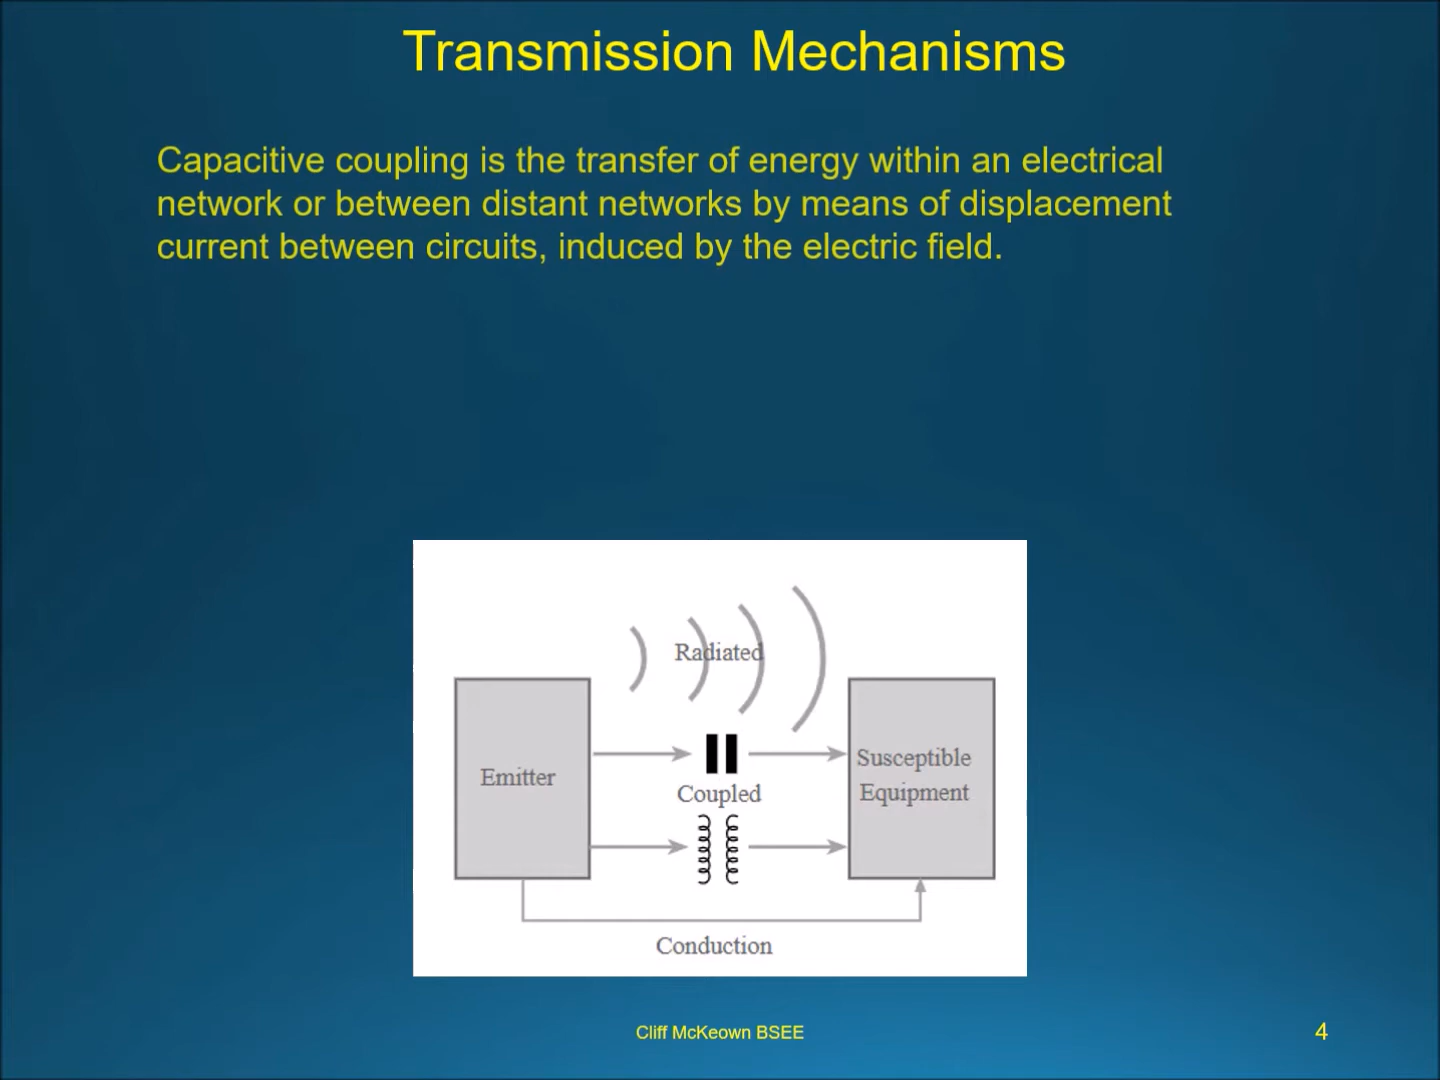 Transmission Mechanisms
Capacitive coupling is the transfer of energy within an electrical
network or between distant networks by means of displacement
current between circuits, induced by the electric field.
Radiated
Emitter
Coupled
Susceptible
Equipment
Conduction
Cliff McKeown BSEE
4